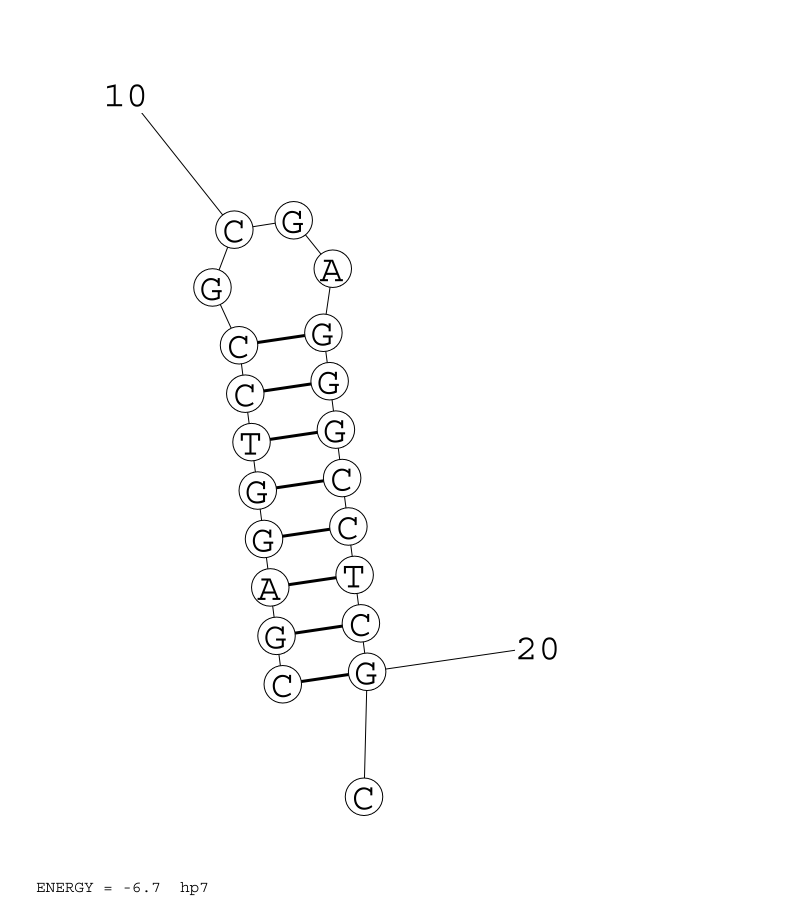 10
C G
G A
C G
C G
T G
G C
G C
A T
G C
C G 20
C
ENERGY = -6.7 hp7